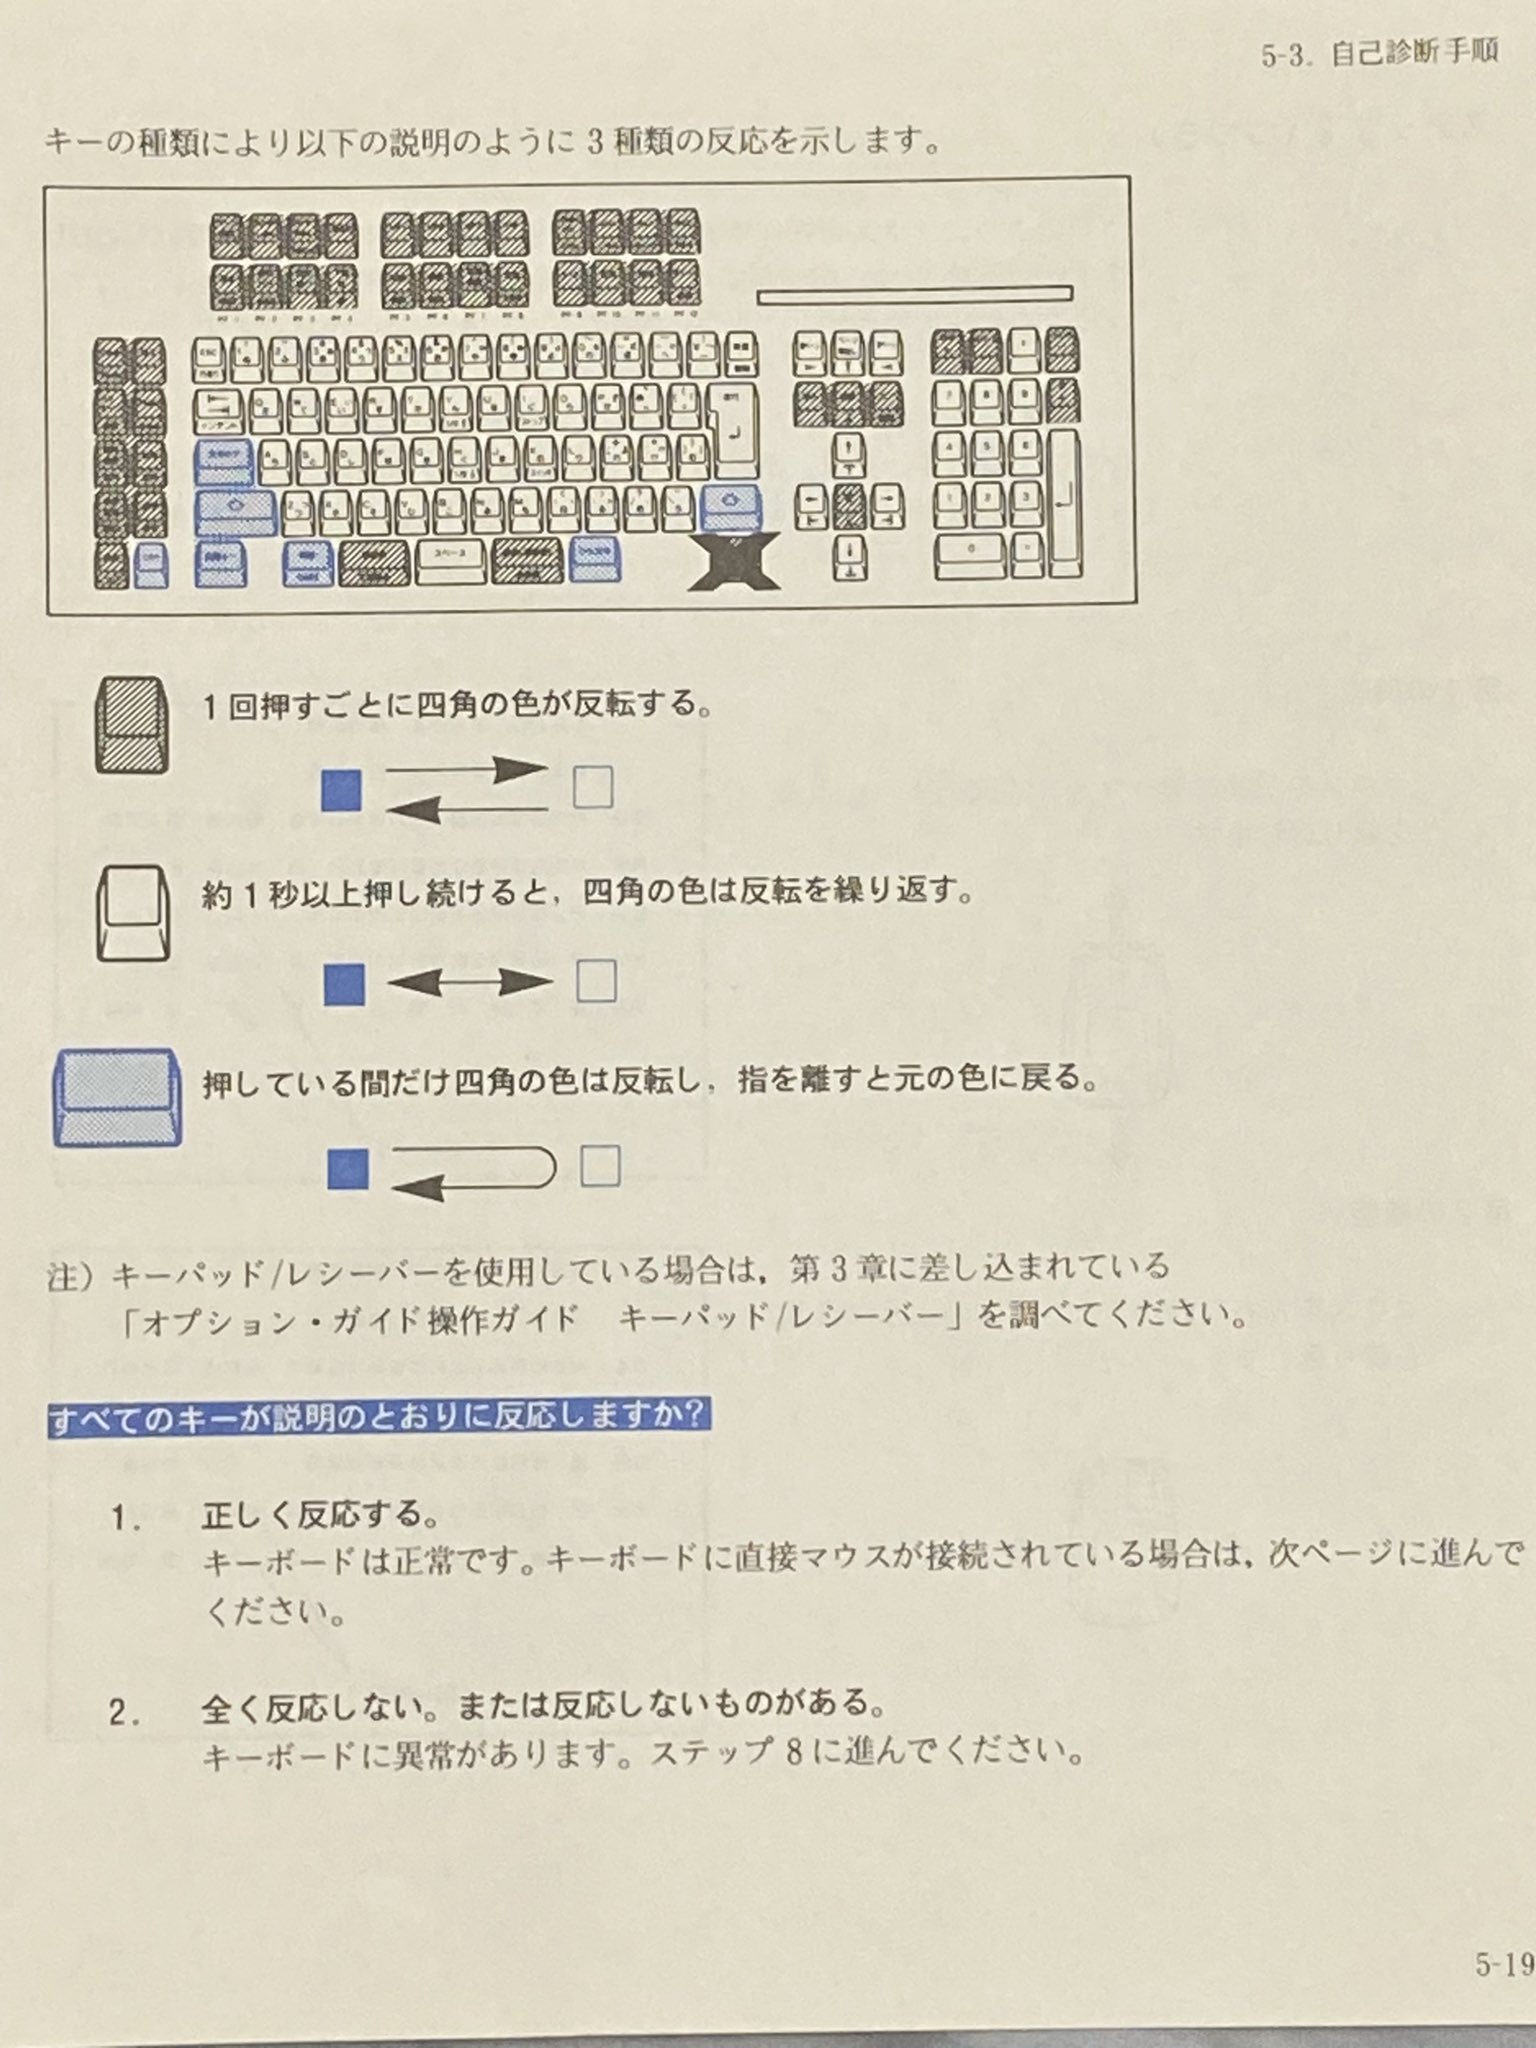 5-3. 自己診断手順
キーの種類により以下の説明のように3種類の反応を示します。
ESC
スペース
1回押すごとに四角の色が反転する。
約1秒以上押し続けると,四角の色は反転を繰り返す。
押している間だけ四角の色は反転し,指を離すと元の色に戻る。
注)キーパッド/レシーバーを使用している場合は,第3章に差し込まれている
「オプション・ガイド操作ガイド　キーパッド/レシーバー」を調べてください。
すべてのキーが説明のとおりに反応しますか?
1. 正しく反応する。
キーボードは正常です。キーボードに直接マウスが接続されている場合は,次ページに進んで
ください。
2. 全く反応しない。または反応しないものがある。
キーボードに異常があります。ステップ8に進んでください。
5-19